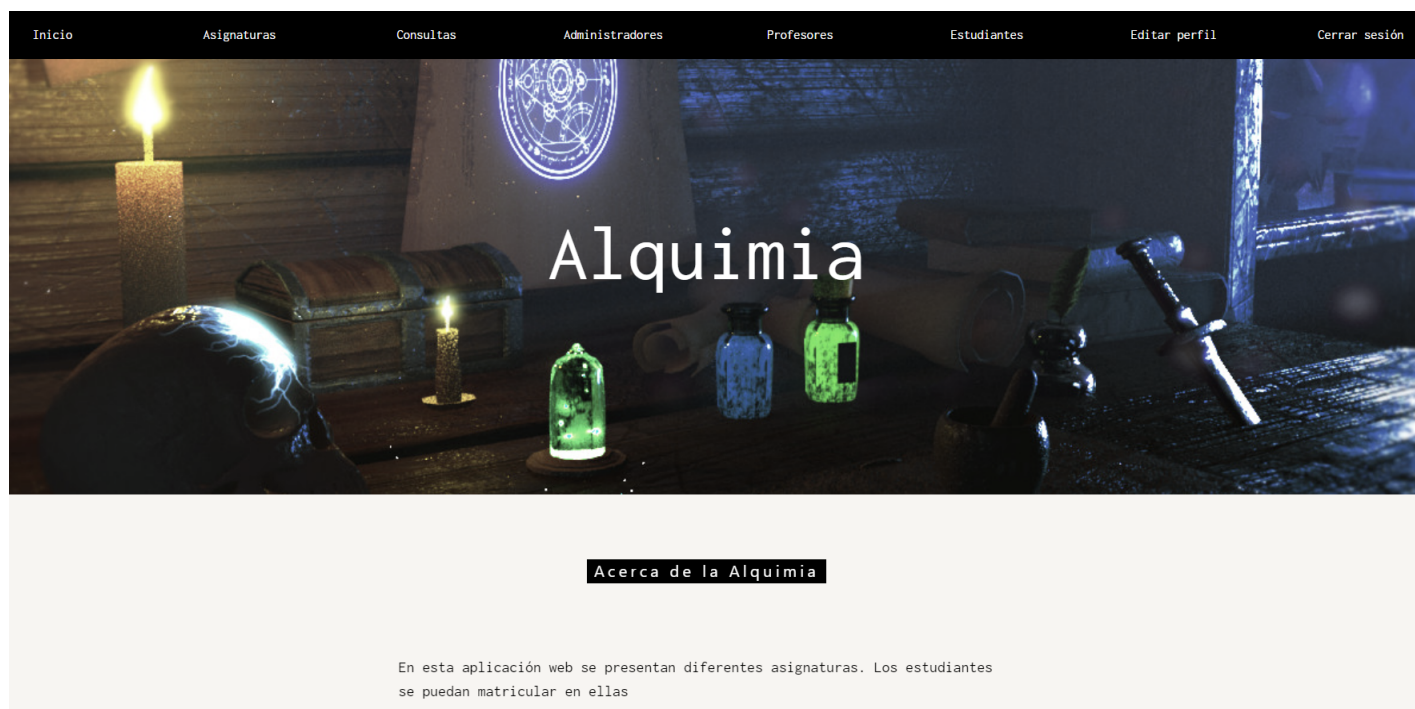 Inicio Asignaturas Consultas Administradores Profesores Estudiantes Editar perfil Cerrar sesión
Alquimia
Acerca de la Alquimia
En esta aplicación web se presentan diferentes asignaturas. Los estudiantes
se puedan matricular en ellas